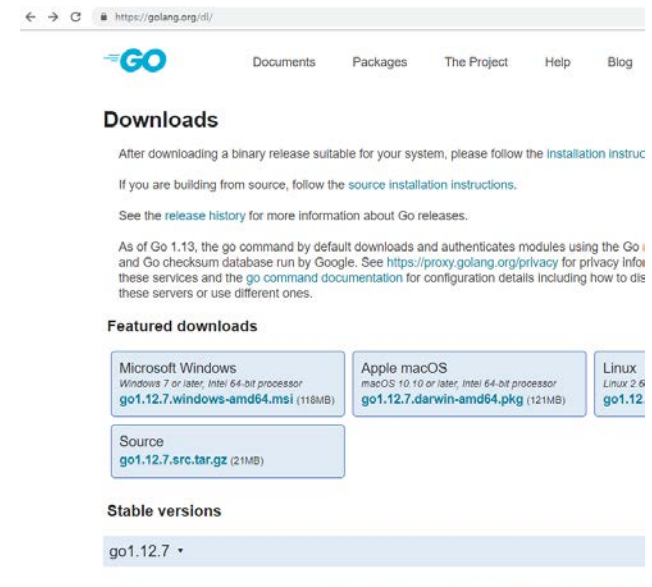 https://golang.org/dl/
GO
Documents Packages The Project Help Blog
Downloads
After downloading a binary release suitable for your system, please follow the installation instruc
If you are building from source, follow the source installation instructions.
See the release history for more information about Go releases.
As of Go 1.13, the go command by default downloads and authenticates modules using the Go
and Go checksum database run by Google. See https://proxy.golang.org/privacy for privacy infor
these services and the go command documentation for configuration details including how to dis
these servers or use different ones.
Featured downloads
Microsoft Windows
Windows 7 or later, Intel 64-bit processor
go1.12.7.windows-amd64.msi (118MB)
Apple macOS
macOS 10.10 or later, Intel 64-bit processor
go1.12.7.darwin-amd64.pkg (121MB)
Linux
Linux 2.6
go1.12
Source
go1.12.7.src.tar.gz (21MB)
Stable versions
go1.12.7